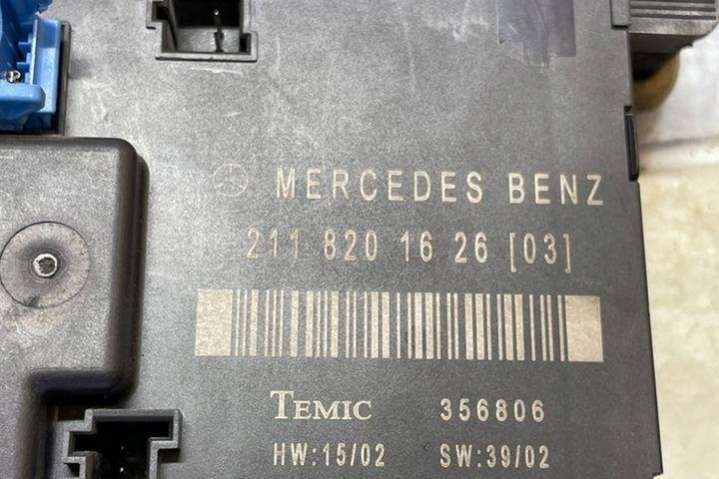 MERCEDES BENZ
211 820 16 26 [03]
TEMIC 356806
HW:15/02 SW:39/02